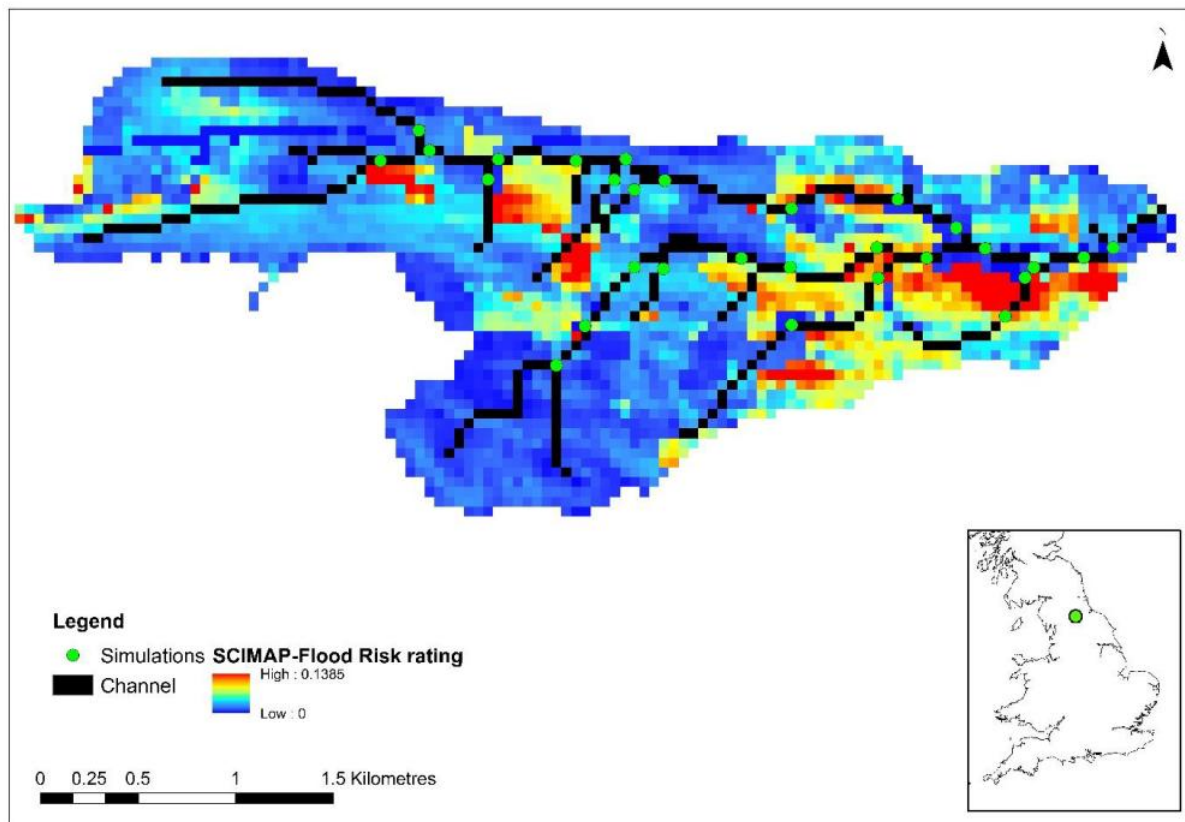 Legend
Simulations SCIMAP-Flood Risk rating
High : 0.1385
Channel
Low : 0
0 0.25 0.5 1 1.5 Kilometres